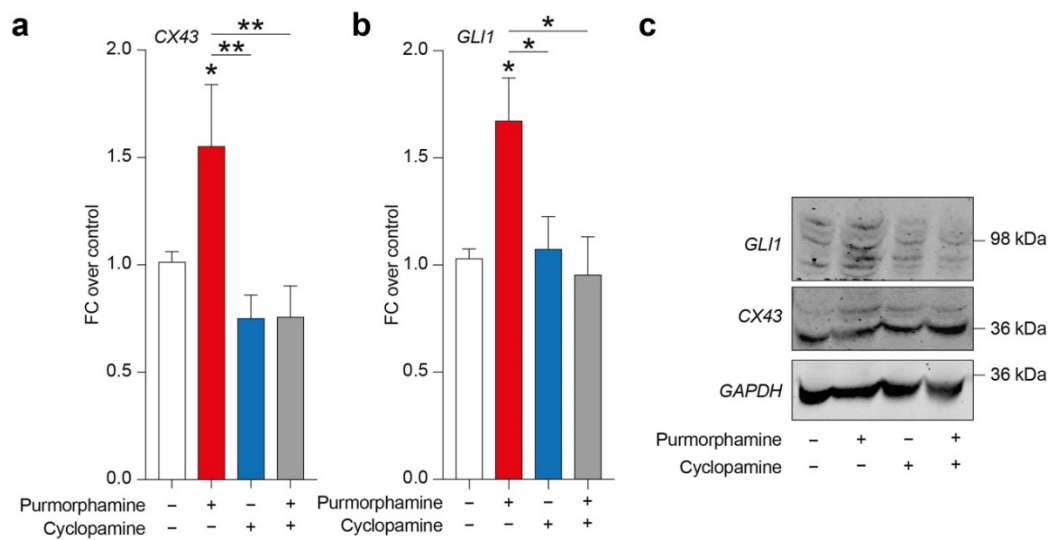 a
CX43
**
**
*
2.0
1.5
1.0
0.5
0.0
FC over control
Purmorphamine – + – +
Cyclopamine – – + +
b
GLI1
*
*
*
2.0
1.5
1.0
0.5
0.0
FC over control
Purmorphamine – + – +
Cyclopamine – – + +
c
GLI1
98 kDa
CX43
36 kDa
36 kDa
GAPDH
Purmorphamine – + – +
Cyclopamine – – + +